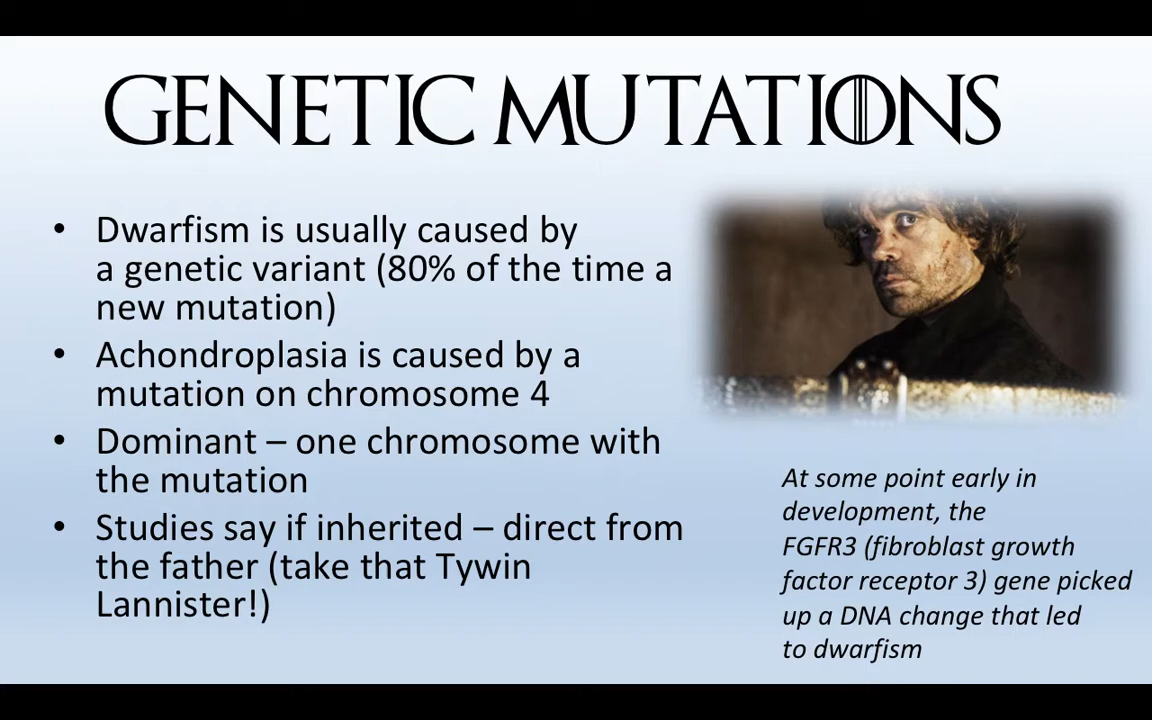 GENETIC MUTATIONS
• Dwarfism is usually caused by
a genetic variant (80% of the time a
new mutation)
• Achondroplasia is caused by a
mutation on chromosome 4
• Dominant – one chromosome with
the mutation
• Studies say if inherited – direct from
the father (take that Tywin
Lannister!)
At some point early in
development, the
FGFR3 (fibroblast growth
factor receptor 3) gene picked
up a DNA change that led
to dwarfism